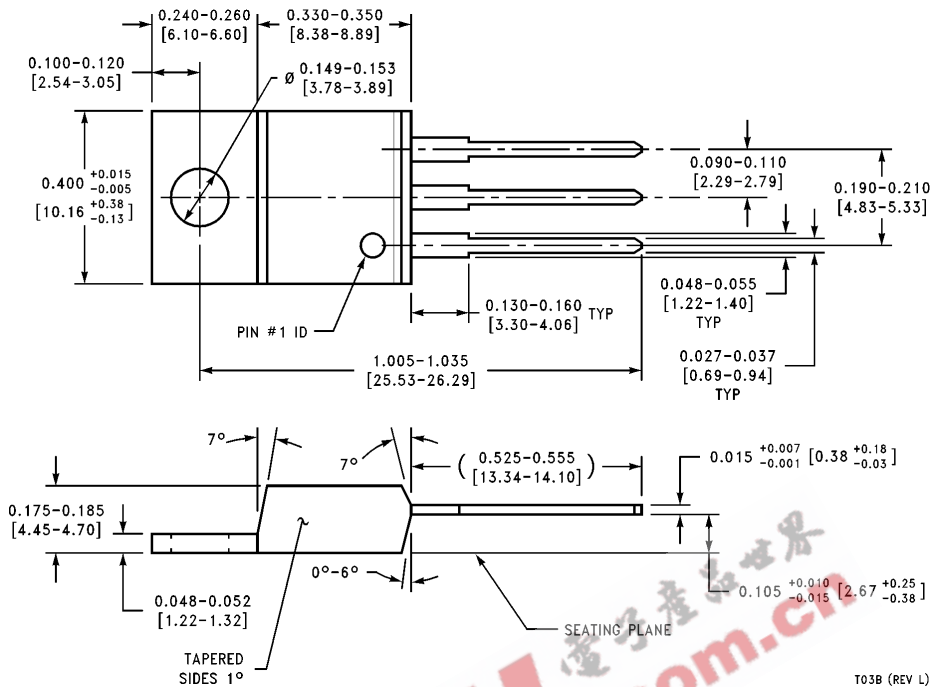 0.240-0.260
[6.10-6.60]
0.330-0.350
[8.38-8.89]
0.100-0.120
[2.54-3.05]
Ø 0.149-0.153
[3.78-3.89]
0.400 +0.015 -0.005
[10.16 +0.38 -0.13]
0.090-0.110
[2.29-2.79]
0.190-0.210
[4.83-5.33]
PIN #1 ID
0.130-0.160 TYP
[3.30-4.06]
0.048-0.055
[1.22-1.40]
TYP
1.005-1.035
[25.53-26.29]
0.027-0.037
[0.69-0.94]
TYP
7°
7°
(0.525-0.555
[13.34-14.10])
0.015 +0.007 -0.001 [0.38 +0.18 -0.03]
0.175-0.185
[4.45-4.70]
0°-6°
0.048-0.052
[1.22-1.32]
0.105 +0.010 -0.015 [2.67 +0.25 -0.38]
SEATING PLANE
TAPERED
SIDES 1°
電子產品世界
om.cn
T03B (REV L)